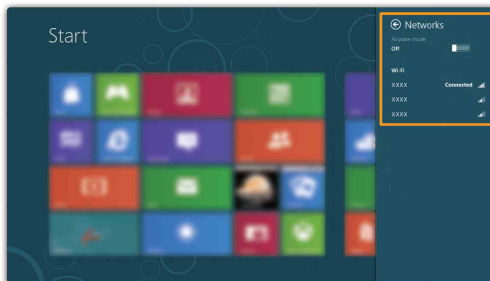 Start
Networks
Airplane mode
Off
Wi-Fi
XXXX Connected
XXXX
XXXX